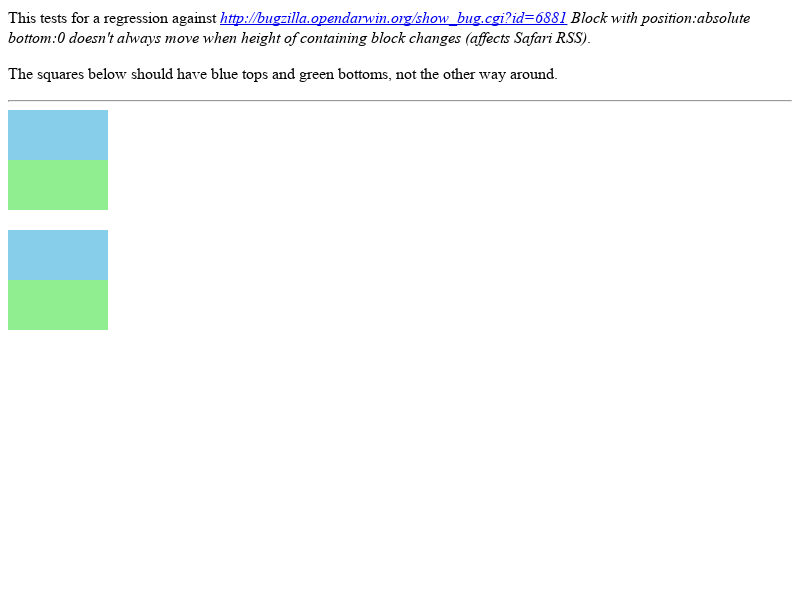 This tests for a regression against http://bugzilla.opendarwin.org/show_bug.cgi?id=6881 Block with position:absolute
bottom:0 doesn't always move when height of containing block changes (affects Safari RSS).
The squares below should have blue tops and green bottoms, not the other way around.